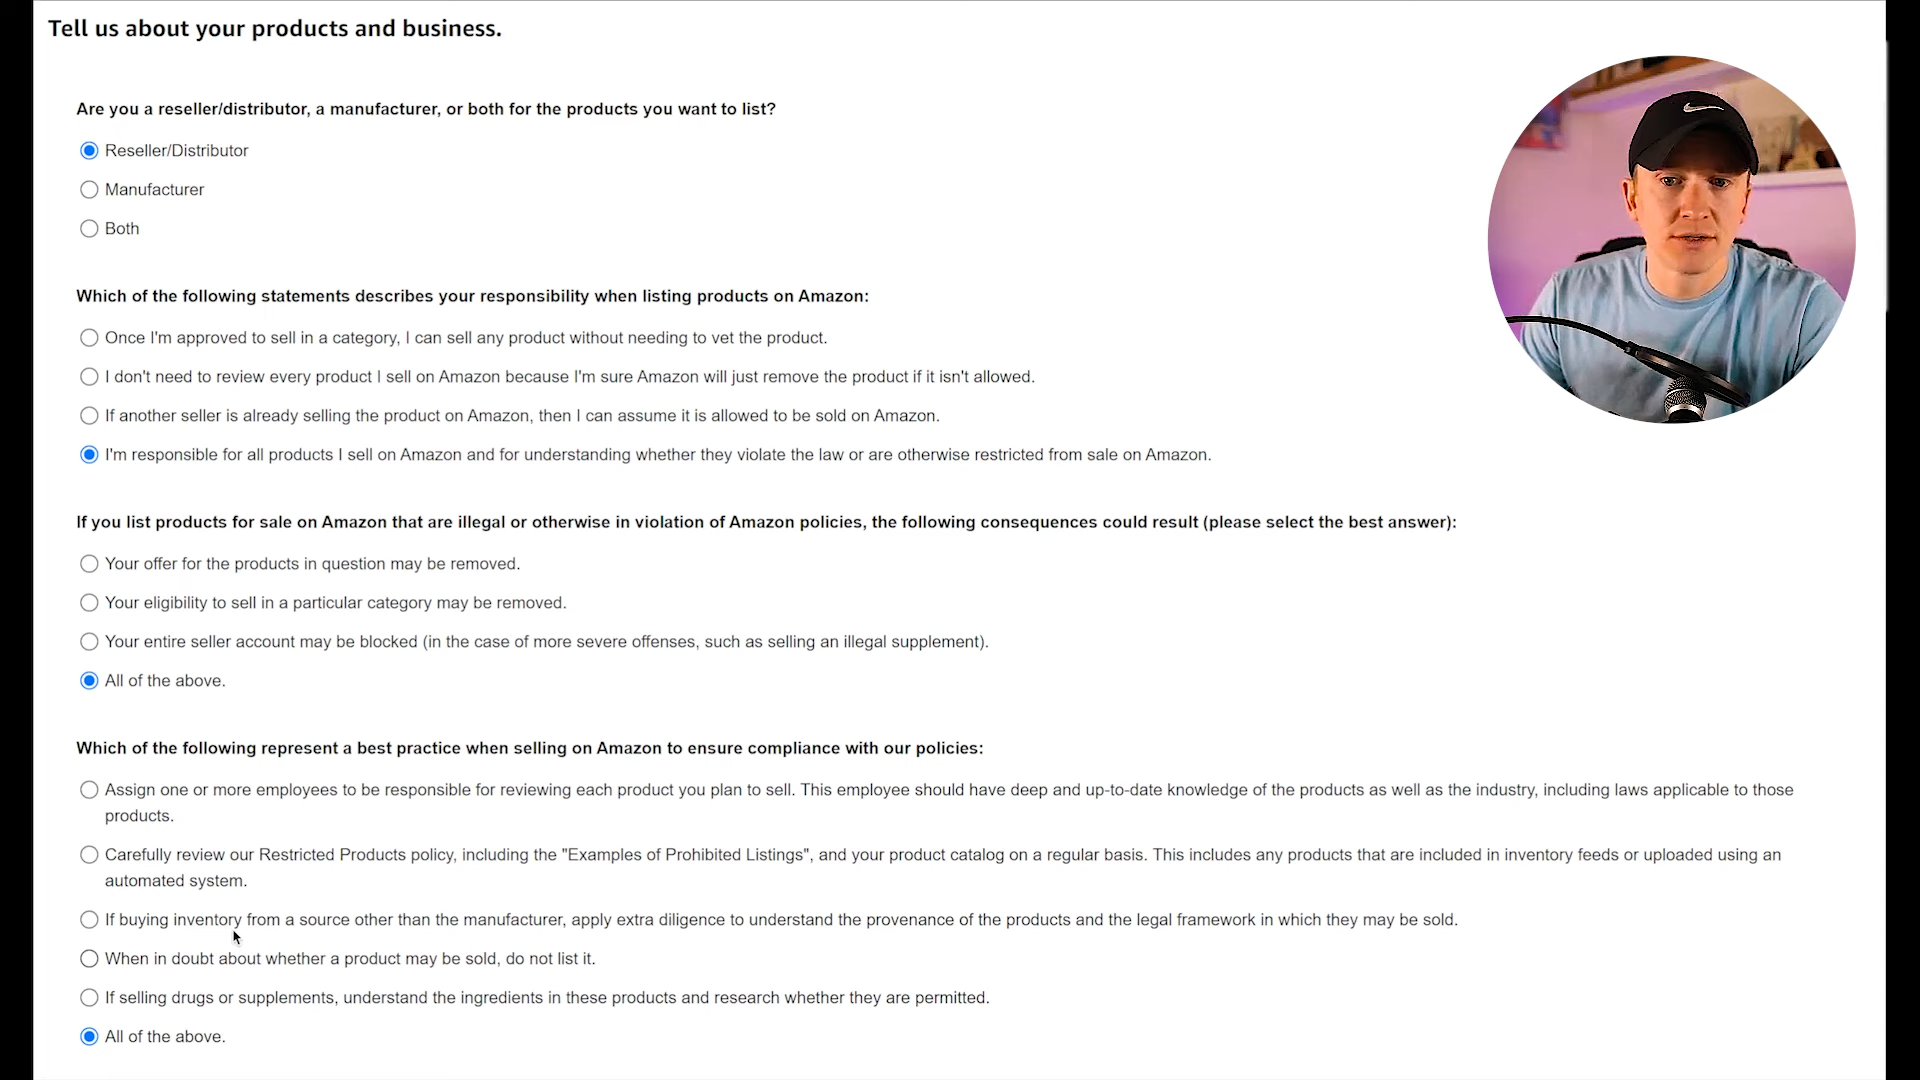 Tell us about your products and business.
Are you a reseller/distributor, a manufacturer, or both for the products you want to list?
Reseller/Distributor
Manufacturer
Both
Which of the following statements describes your responsibility when listing products on Amazon:
Once I'm approved to sell in a category, I can sell any product without needing to vet the product.
I don't need to review every product I sell on Amazon because I'm sure Amazon will just remove the product if it isn't allowed.
If another seller is already selling the product on Amazon, then I can assume it is allowed to be sold on Amazon.
I'm responsible for all products I sell on Amazon and for understanding whether they violate the law or are otherwise restricted from sale on Amazon.
If you list products for sale on Amazon that are illegal or otherwise in violation of Amazon policies, the following consequences could result (please select the best answer):
Your offer for the products in question may be removed.
Your eligibility to sell in a particular category may be removed.
Your entire seller account may be blocked (in the case of more severe offenses, such as selling an illegal supplement).
All of the above.
Which of the following represent a best practice when selling on Amazon to ensure compliance with our policies:
Assign one or more employees to be responsible for reviewing each product you plan to sell. This employee should have deep and up-to-date knowledge of the products as well as the industry, including laws applicable to those
products.
Carefully review our Restricted Products policy, including the "Examples of Prohibited Listings", and your product catalog on a regular basis. This includes any products that are included in inventory feeds or uploaded using an
automated system.
If buying inventory from a source other than the manufacturer, apply extra diligence to understand the provenance of the products and the legal framework in which they may be sold.
When in doubt about whether a product may be sold, do not list it.
If selling drugs or supplements, understand the ingredients in these products and research whether they are permitted.
All of the above.